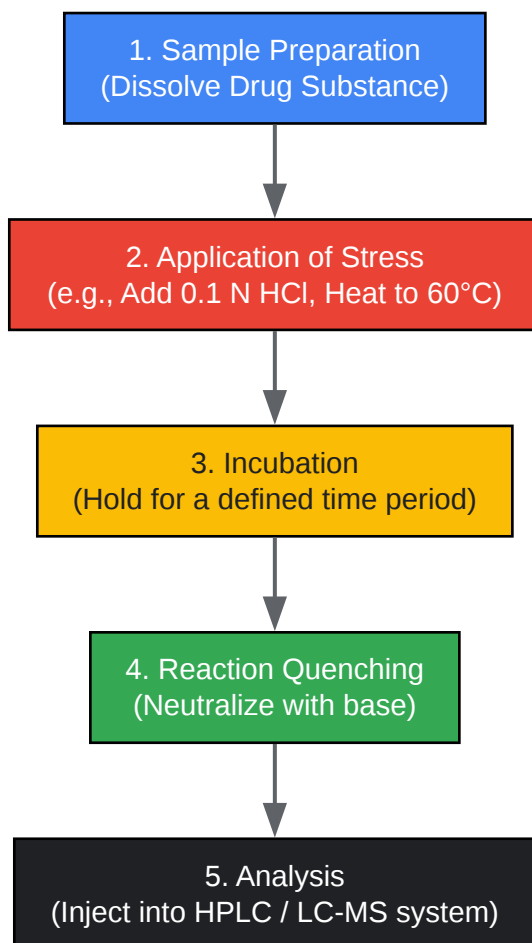 1. Sample Preparation
(Dissolve Drug Substance)
2. Application of Stress
(e.g., Add 0.1 N HCl, Heat to 60°C)
3. Incubation
(Hold for a defined time period)
4. Reaction Quenching
(Neutralize with base)
5. Analysis
(Inject into HPLC / LC-MS system)